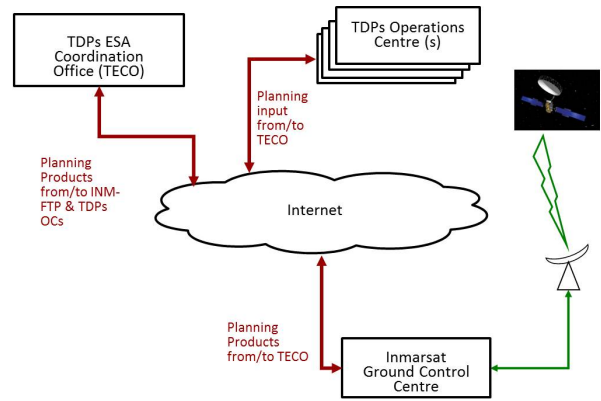 TDPs ESA
Coordination
Office (TECO)
TDPs Operations
Centre (s)
Planning
input
from/to
TECO
Planning
Products
from/to INM-
FTP & TDPs
OCs
Internet
Planning
Products
from/to TECO
Inmarsat
Ground Control
Centre